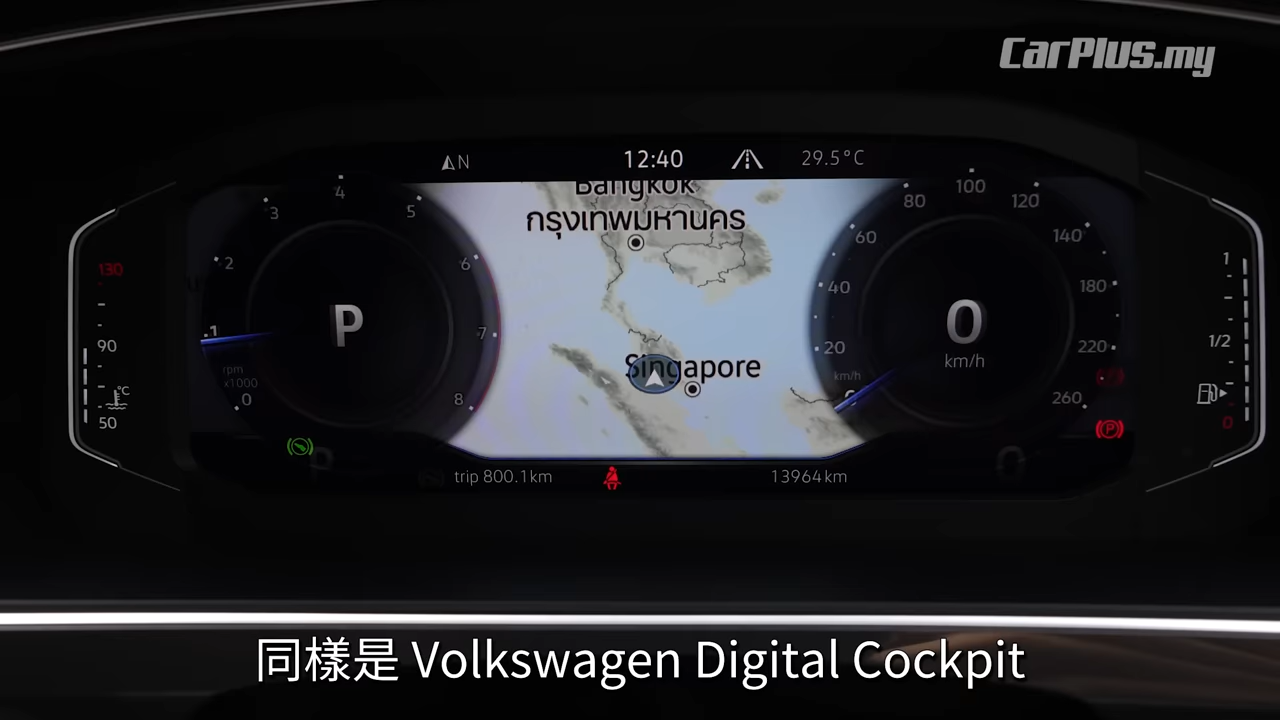 CarPlus.my
N
12:40
29.5°C
Bangkok
กรุงเทพมหานคร
Singapore
1
2
3
4
5
6
7
8
0
rpm
x1000
P
0
km/h
20
40
60
80
100
120
140
180
220
260
km/h
130
90
°C
50
1
1/2
0
P
trip 800.1km
13964km
同樣是 Volkswagen Digital Cockpit